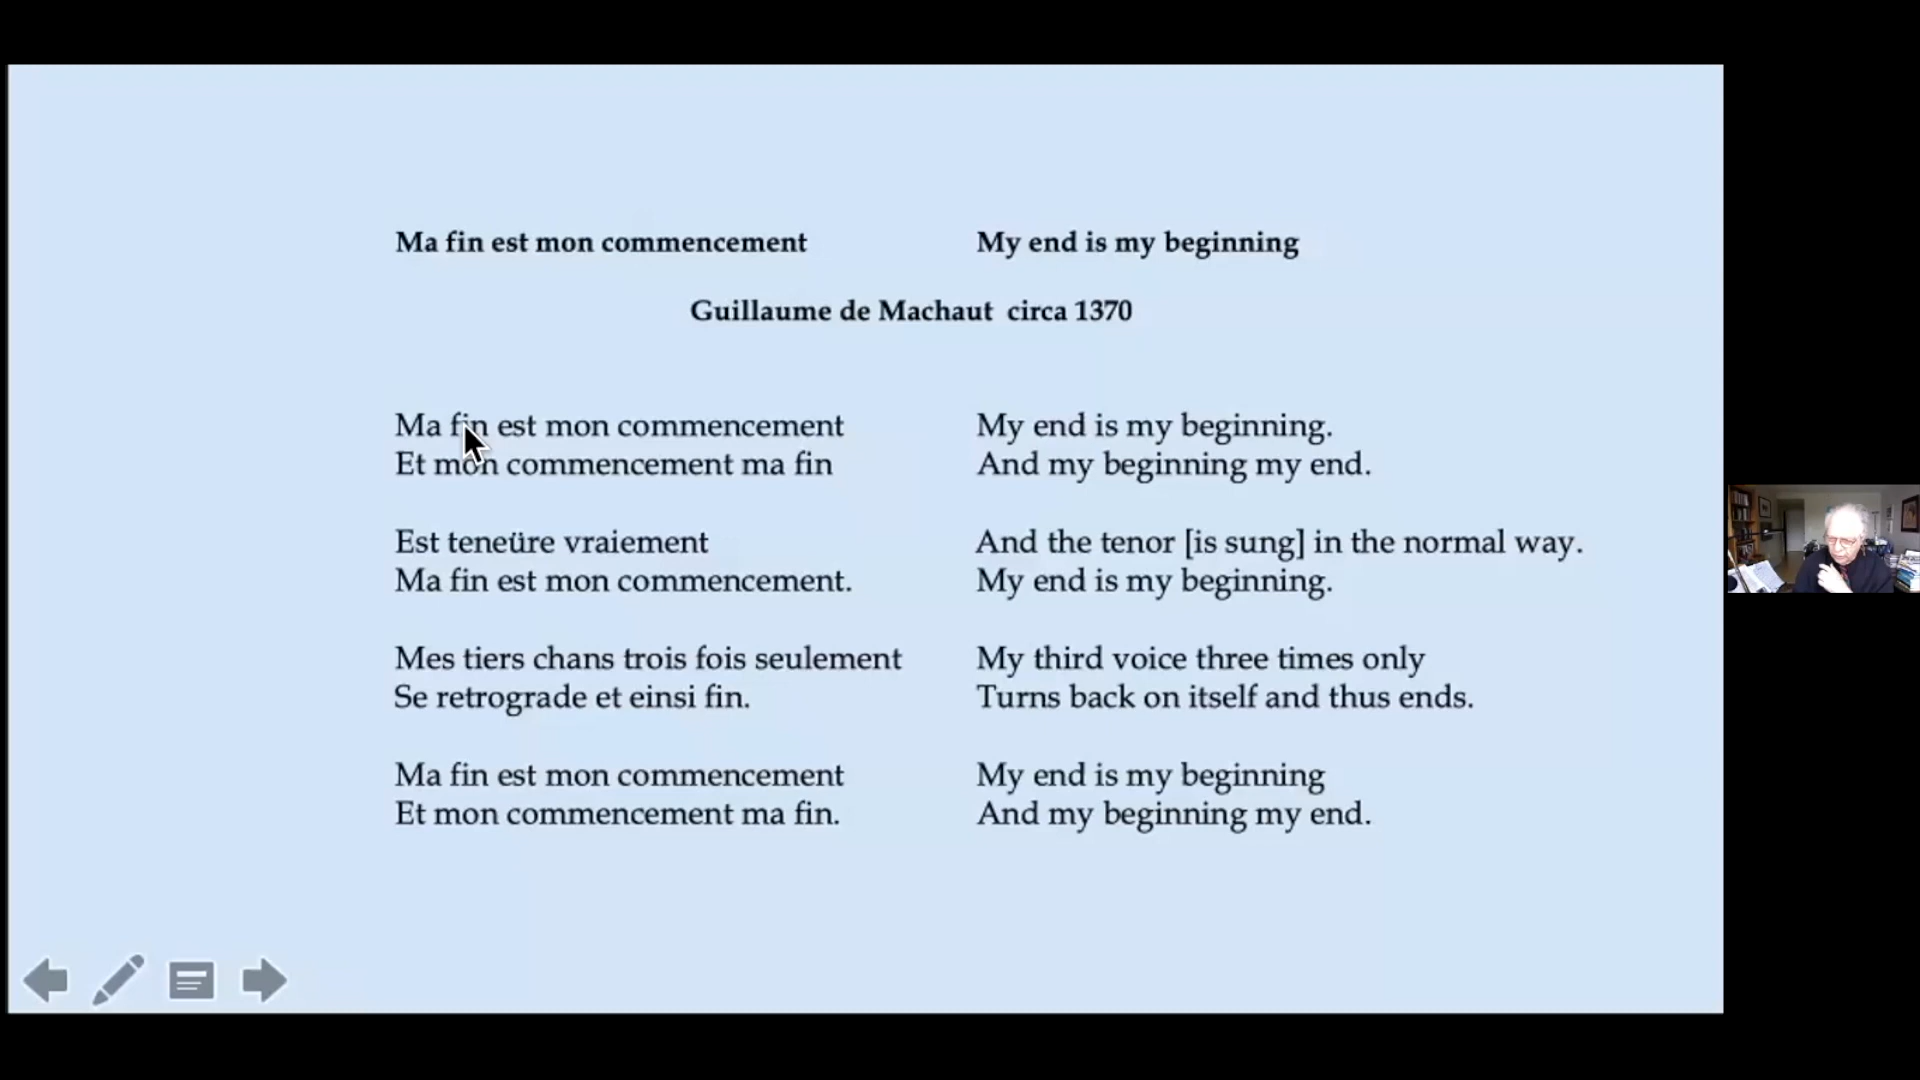 Ma fin est mon commencement
My end is my beginning
Guillaume de Machaut circa 1370
Ma fin est mon commencement
Et mon commencement ma fin
Est teneüre vraiement
Ma fin est mon commencement.
Mes tiers chans trois fois seulement
Se retrograde et einsi fin.
Ma fin est mon commencement
Et mon commencement ma fin.
My end is my beginning.
And my beginning my end.
And the tenor [is sung] in the normal way.
My end is my beginning.
My third voice three times only
Turns back on itself and thus ends.
My end is my beginning
And my beginning my end.